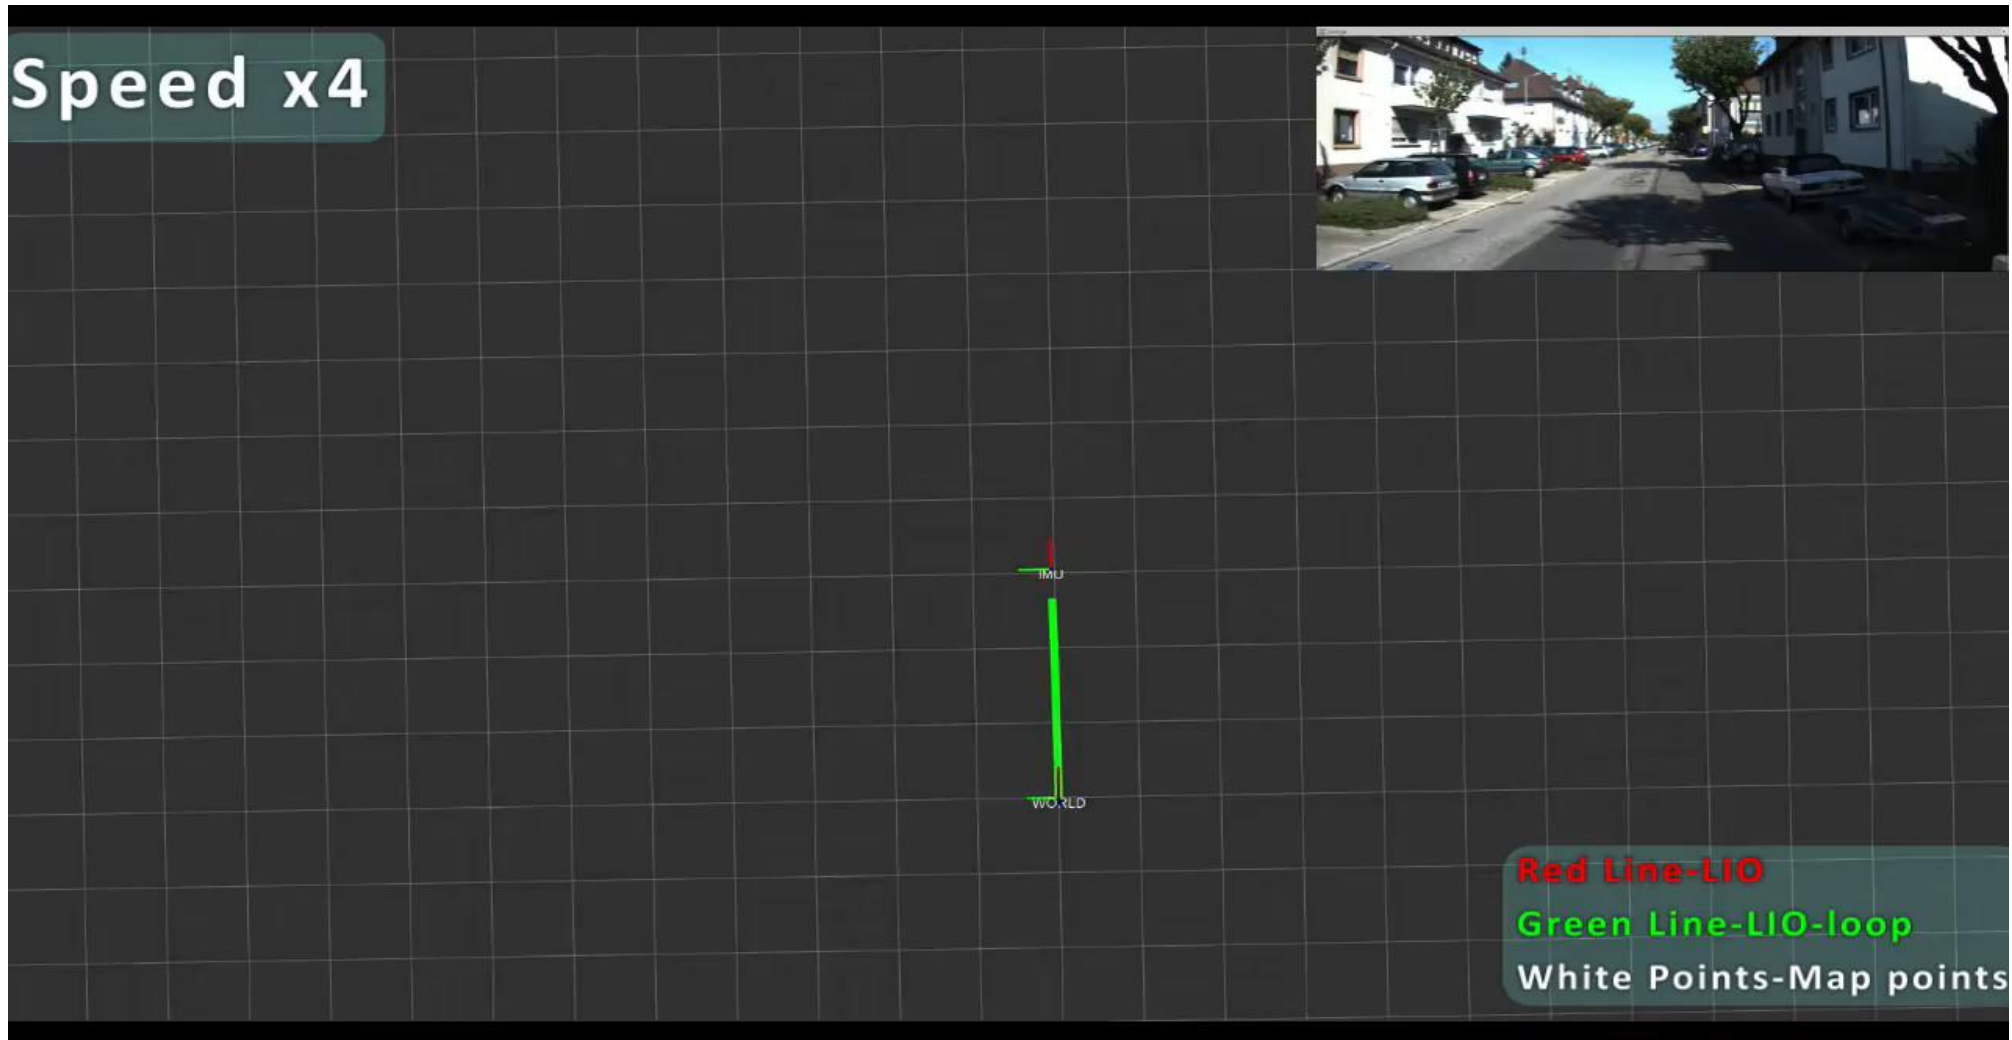 Speed x4
IMU
WORLD
Red Line-LIO
Green Line-LIO-loop
White Points-Map points